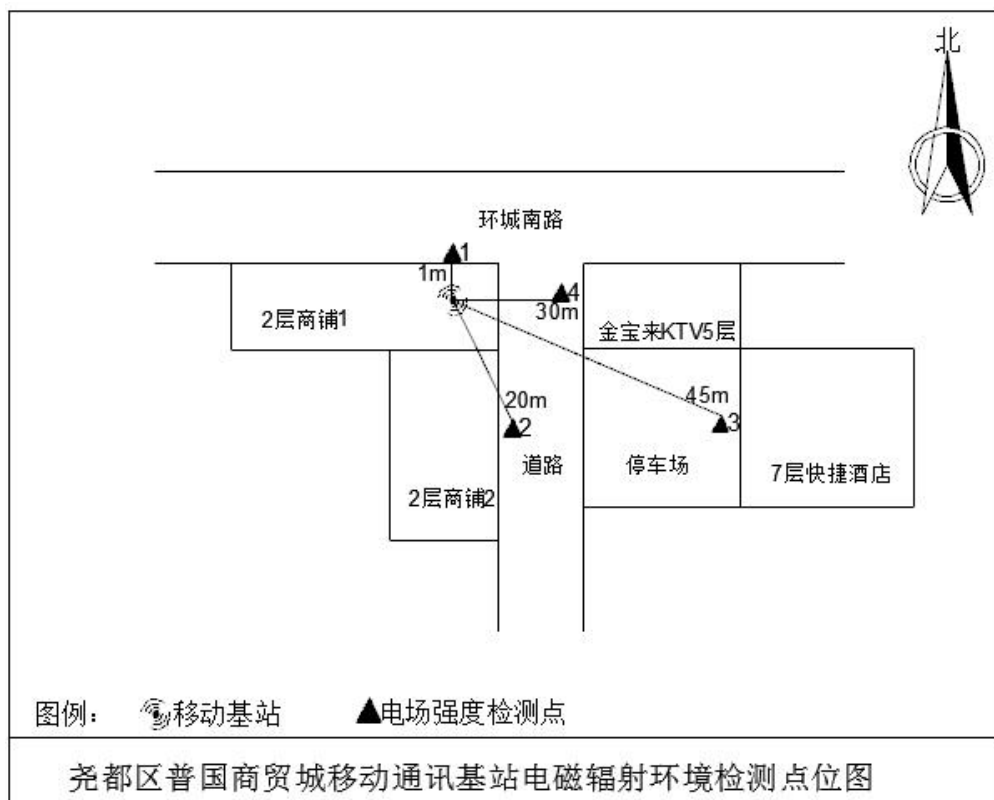 北
环城南路
1
1m
4
30m
2层商铺1
金宝来KTV5层
20m
45m
2
3
道路
停车场
7层快捷酒店
2层商铺2
图例： 移动基站 电场强度检测点
尧都区普国商贸城移动通讯基站电磁辐射环境检测点位图